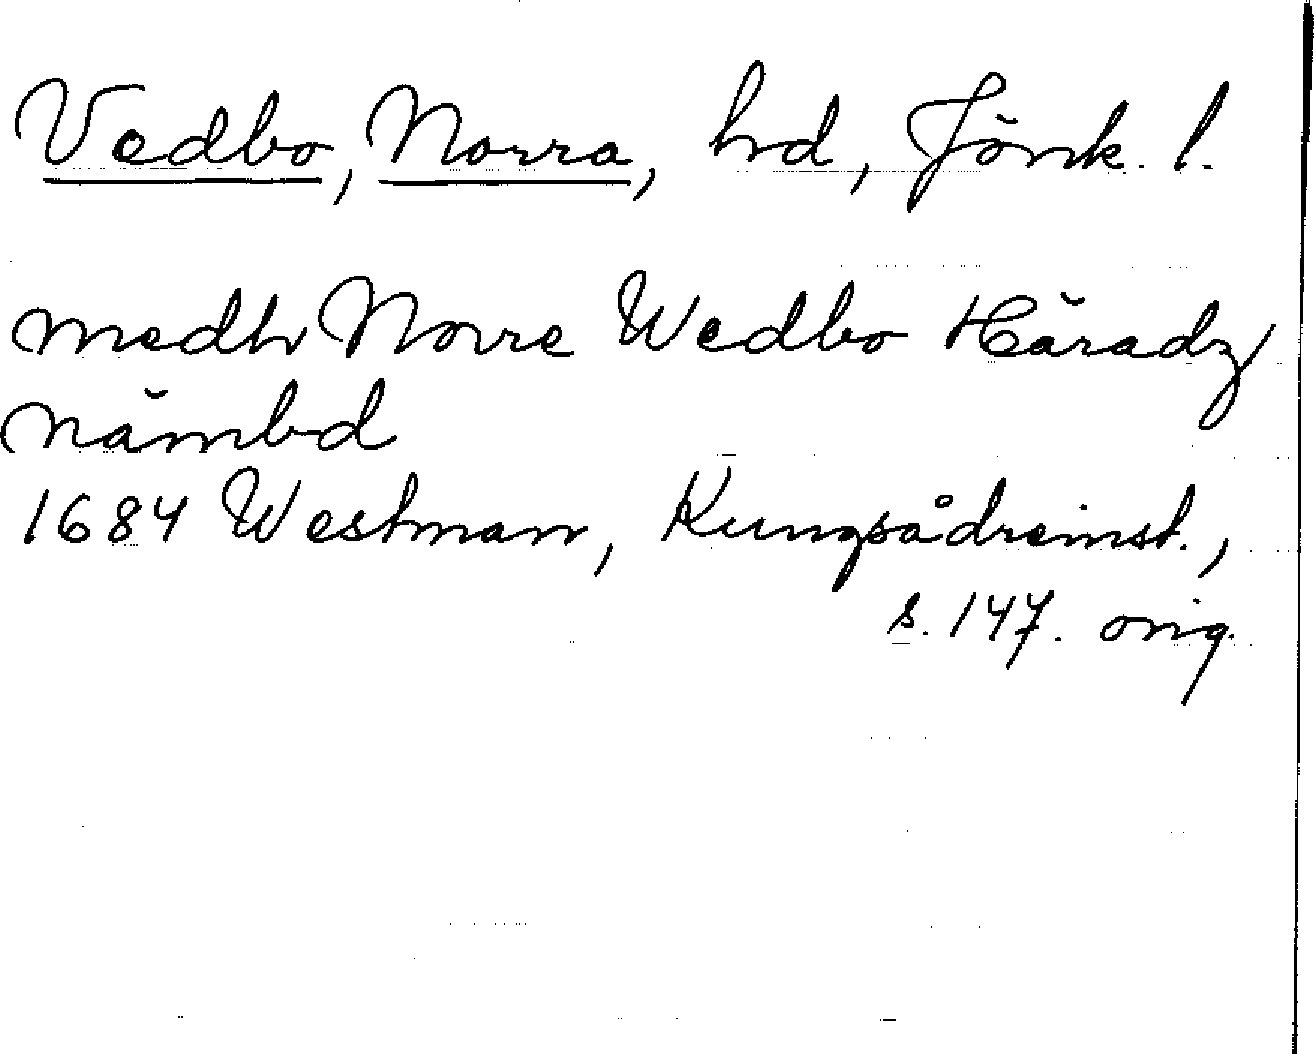 Vedbo, Norra, hd, Jönk. l.
medh Norre Wedbo Häradz
Nämbd
1684 Westman, Kungsådreinst.,
s. 147. orig.